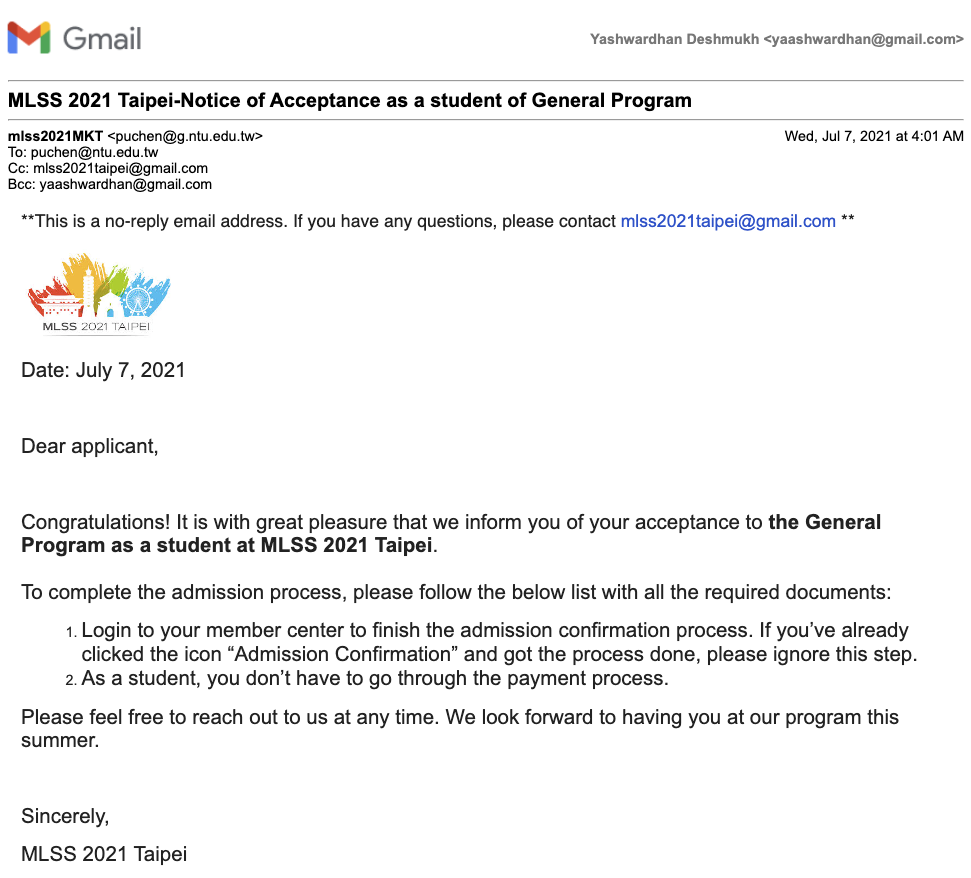 Gmail
Yashwardhan Deshmukh <yaashwardhan@gmail.com>
MLSS 2021 Taipei-Notice of Acceptance as a student of General Program
mlss2021MKT <puchen@g.ntu.edu.tw>
Wed, Jul 7, 2021 at 4:01 AM
To: puchen@ntu.edu.tw
Cc: mlss2021taipei@gmail.com
Bcc: yaashwardhan@gmail.com
**This is a no-reply email address. If you have any questions, please contact mlss2021taipei@gmail.com **
MLSS 2021 TAIPEI
Date: July 7, 2021
Dear applicant,
Congratulations! It is with great pleasure that we inform you of your acceptance to the General
Program as a student at MLSS 2021 Taipei.
To complete the admission process, please follow the below list with all the required documents:
1. Login to your member center to finish the admission confirmation process. If you’ve already
clicked the icon “Admission Confirmation” and got the process done, please ignore this step.
2. As a student, you don’t have to go through the payment process.
Please feel free to reach out to us at any time. We look forward to having you at our program this
summer.
Sincerely,
MLSS 2021 Taipei